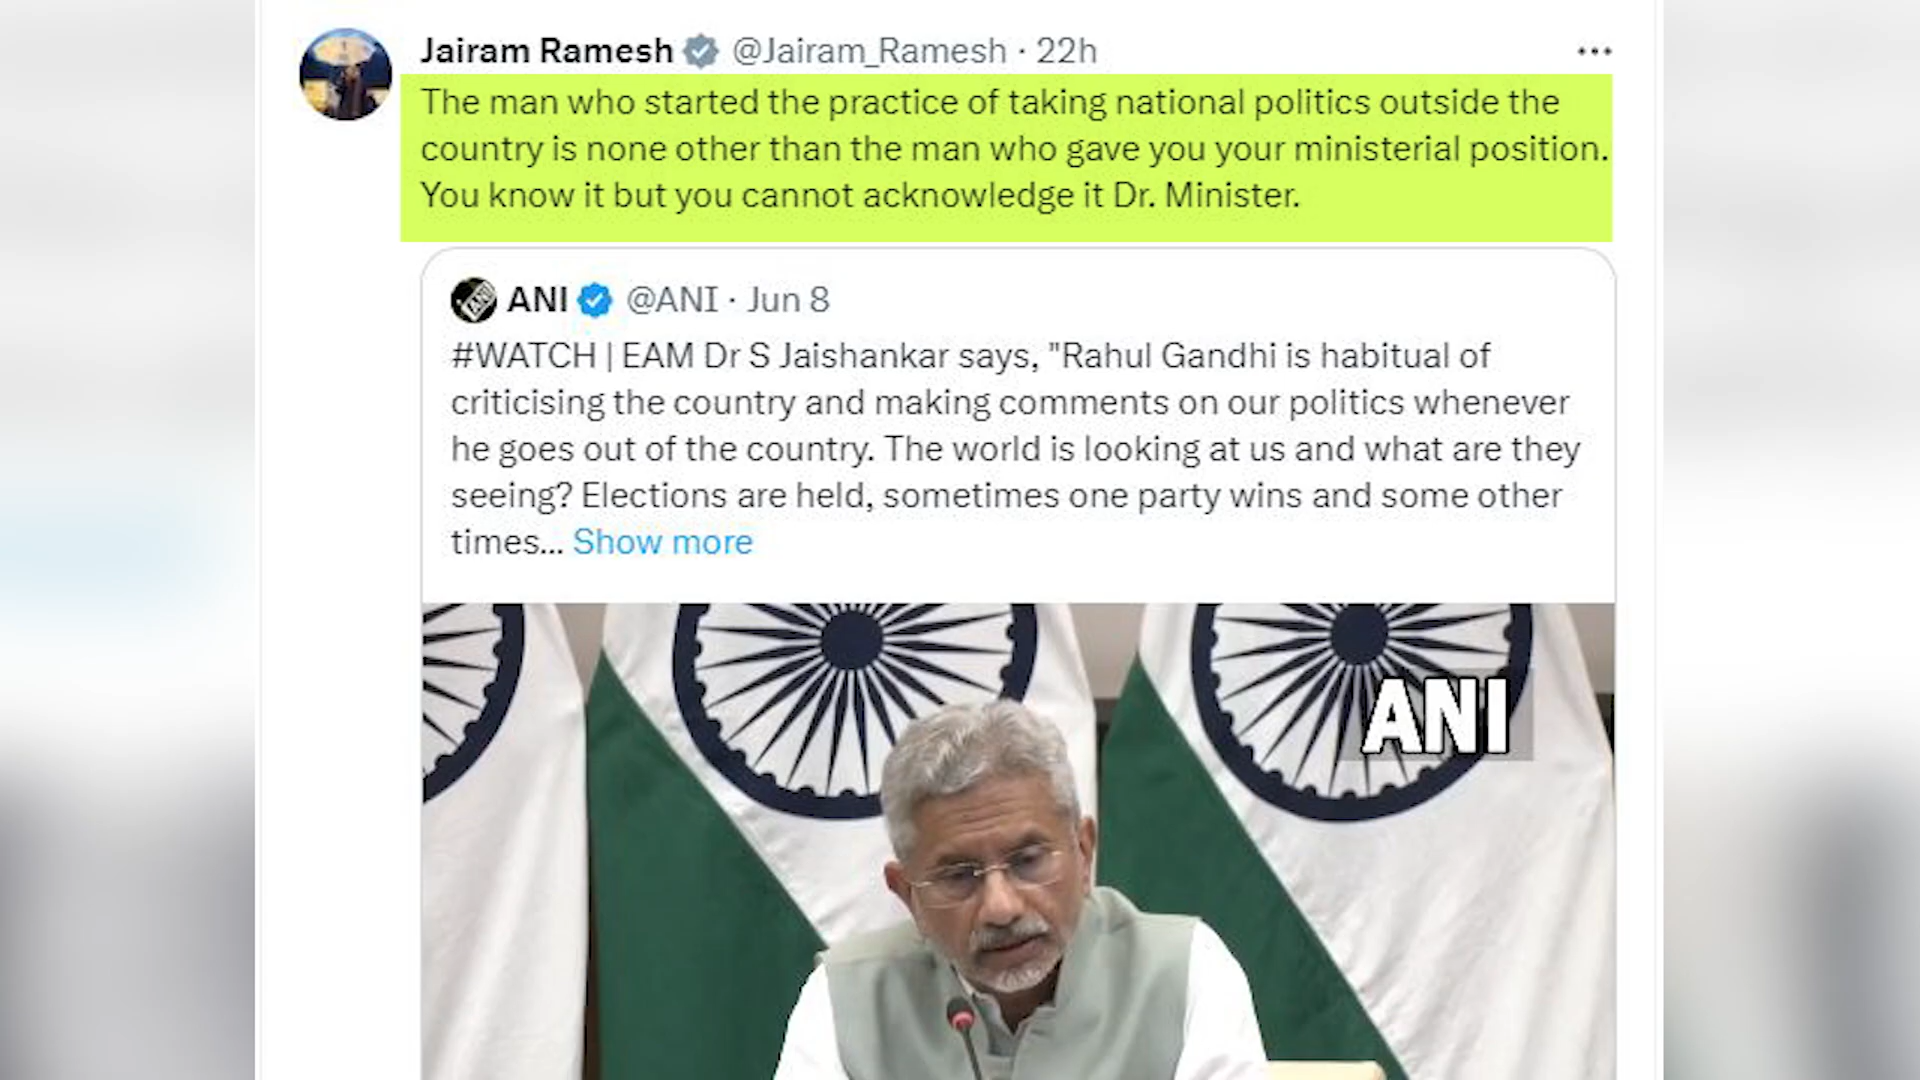 Jairam Ramesh @Jairam_Ramesh · 22h
The man who started the practice of taking national politics outside the
country is none other than the man who gave you your ministerial position.
You know it but you cannot acknowledge it Dr. Minister.
ANI ANI @ANI · Jun 8
#WATCH | EAM Dr S Jaishankar says, "Rahul Gandhi is habitual of
criticising the country and making comments on our politics whenever
he goes out of the country. The world is looking at us and what are they
seeing? Elections are held, sometimes one party wins and some other
times... Show more
ANI